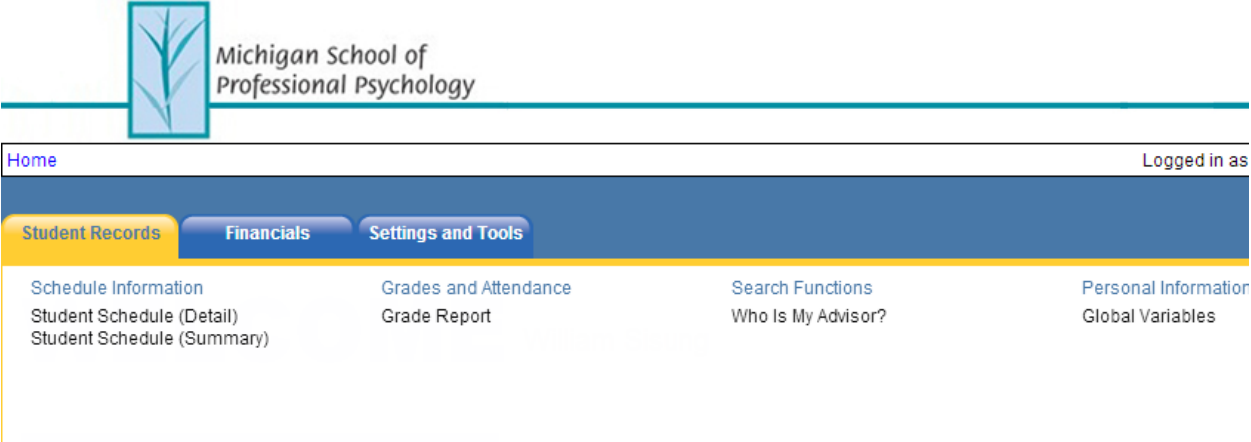 Michigan School of
Professional Psychology
Home
Logged in as
Student Records
Financials
Settings and Tools
Schedule Information
Student Schedule (Detail)
Student Schedule (Summary)
Grades and Attendance
Grade Report
Search Functions
Who Is My Advisor?
Personal Information
Global Variables